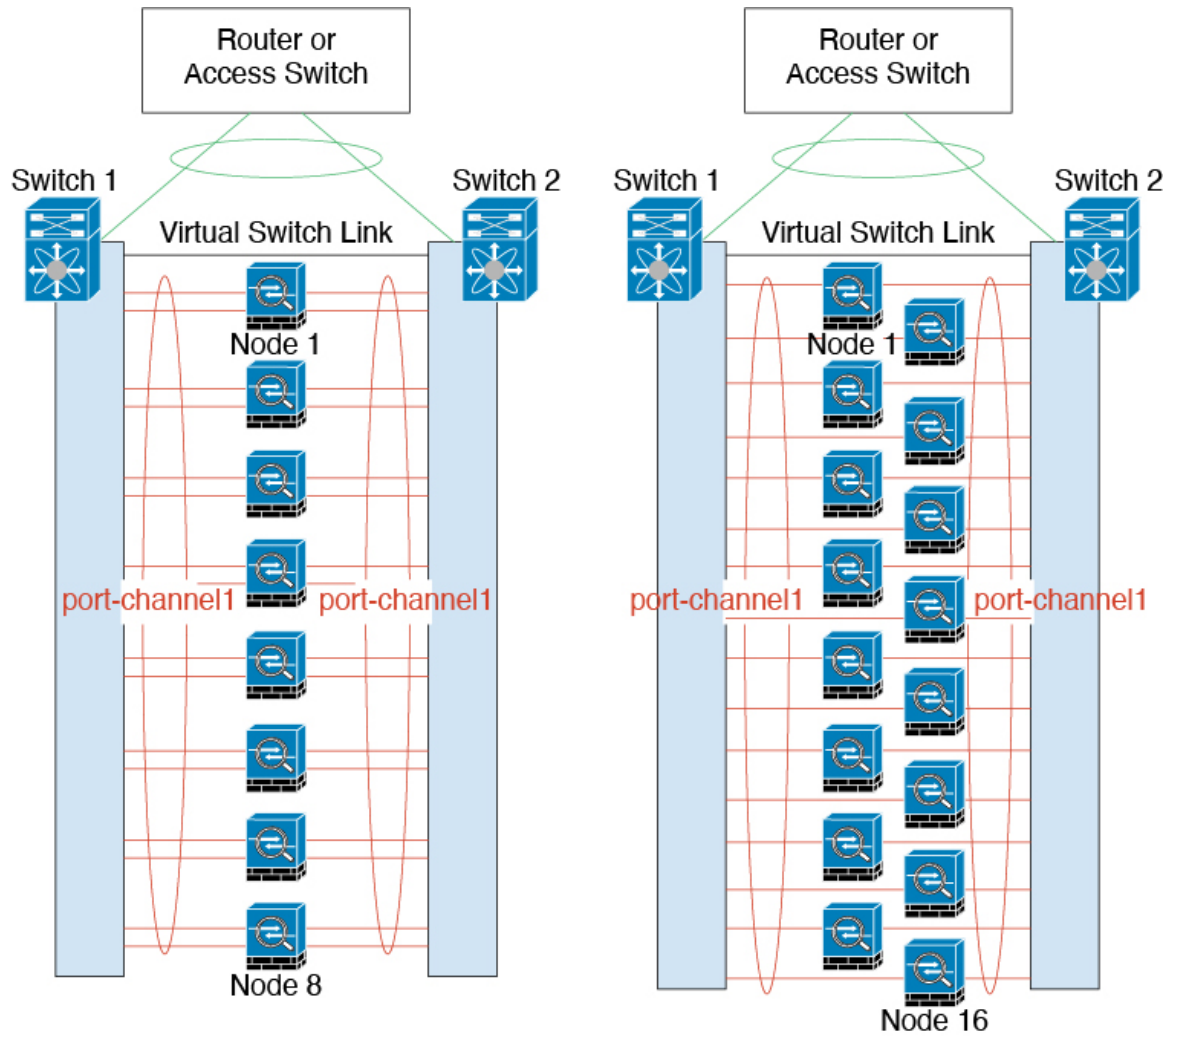 Router or
Access Switch
Switch 1
Switch 2
Virtual Switch Link
Node 1
port-channel1
port-channel1
Node 8
Router or
Access Switch
Switch 1
Switch 2
Virtual Switch Link
Node 1
port-channel1
port-channel1
Node 16